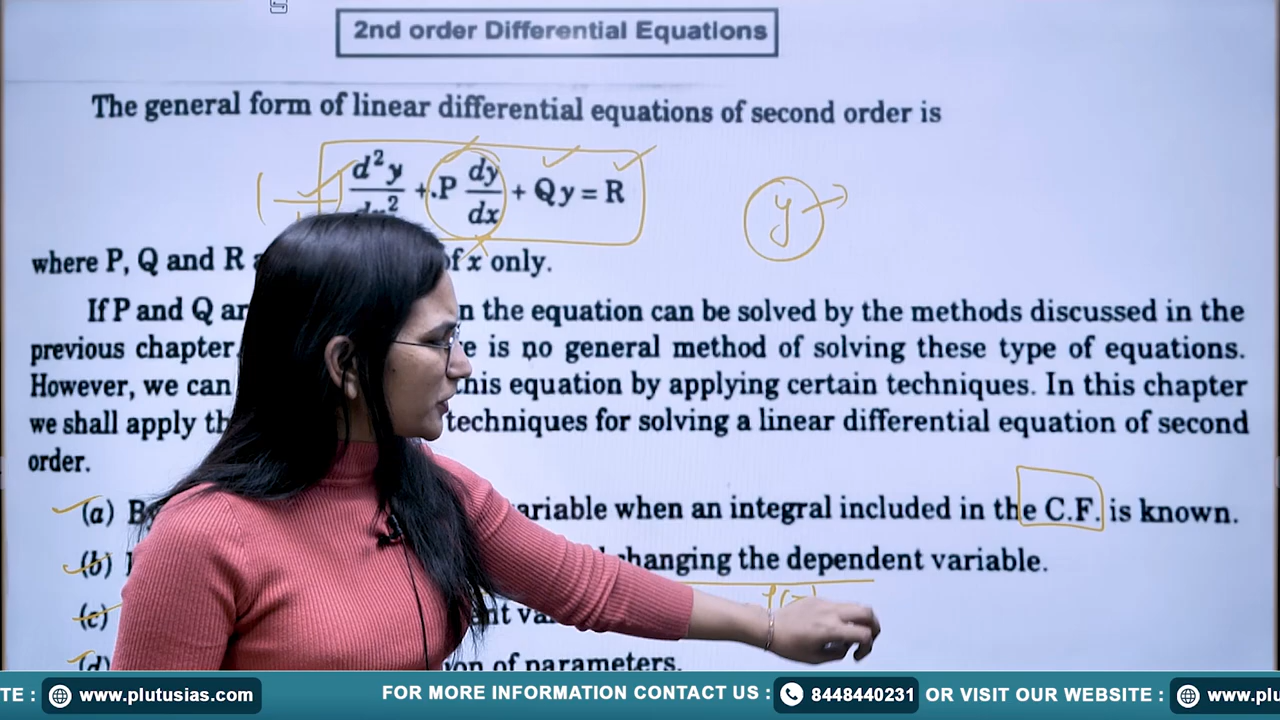 2nd order Differential Equations
The general form of linear differential equations of second order is
d²y + .P dy + Qy = R
dx
y
where P, Q and R of x only.
If P and Q n the equation can be solved by the methods discussed in the
previous chapter is no general method of solving these type of equations.
However, we can his equation by applying certain techniques. In this chapter
we shall apply techniques for solving a linear differential equation of second
order.
(a) ariable when an integral included in the C.F. is known.
(b) changing the dependent variable.
(c)
(d) on of parameters.
TE : www.plutusias.com FOR MORE INFORMATION CONTACT US : 8448440231 OR VISIT OUR WEBSITE : www.plu